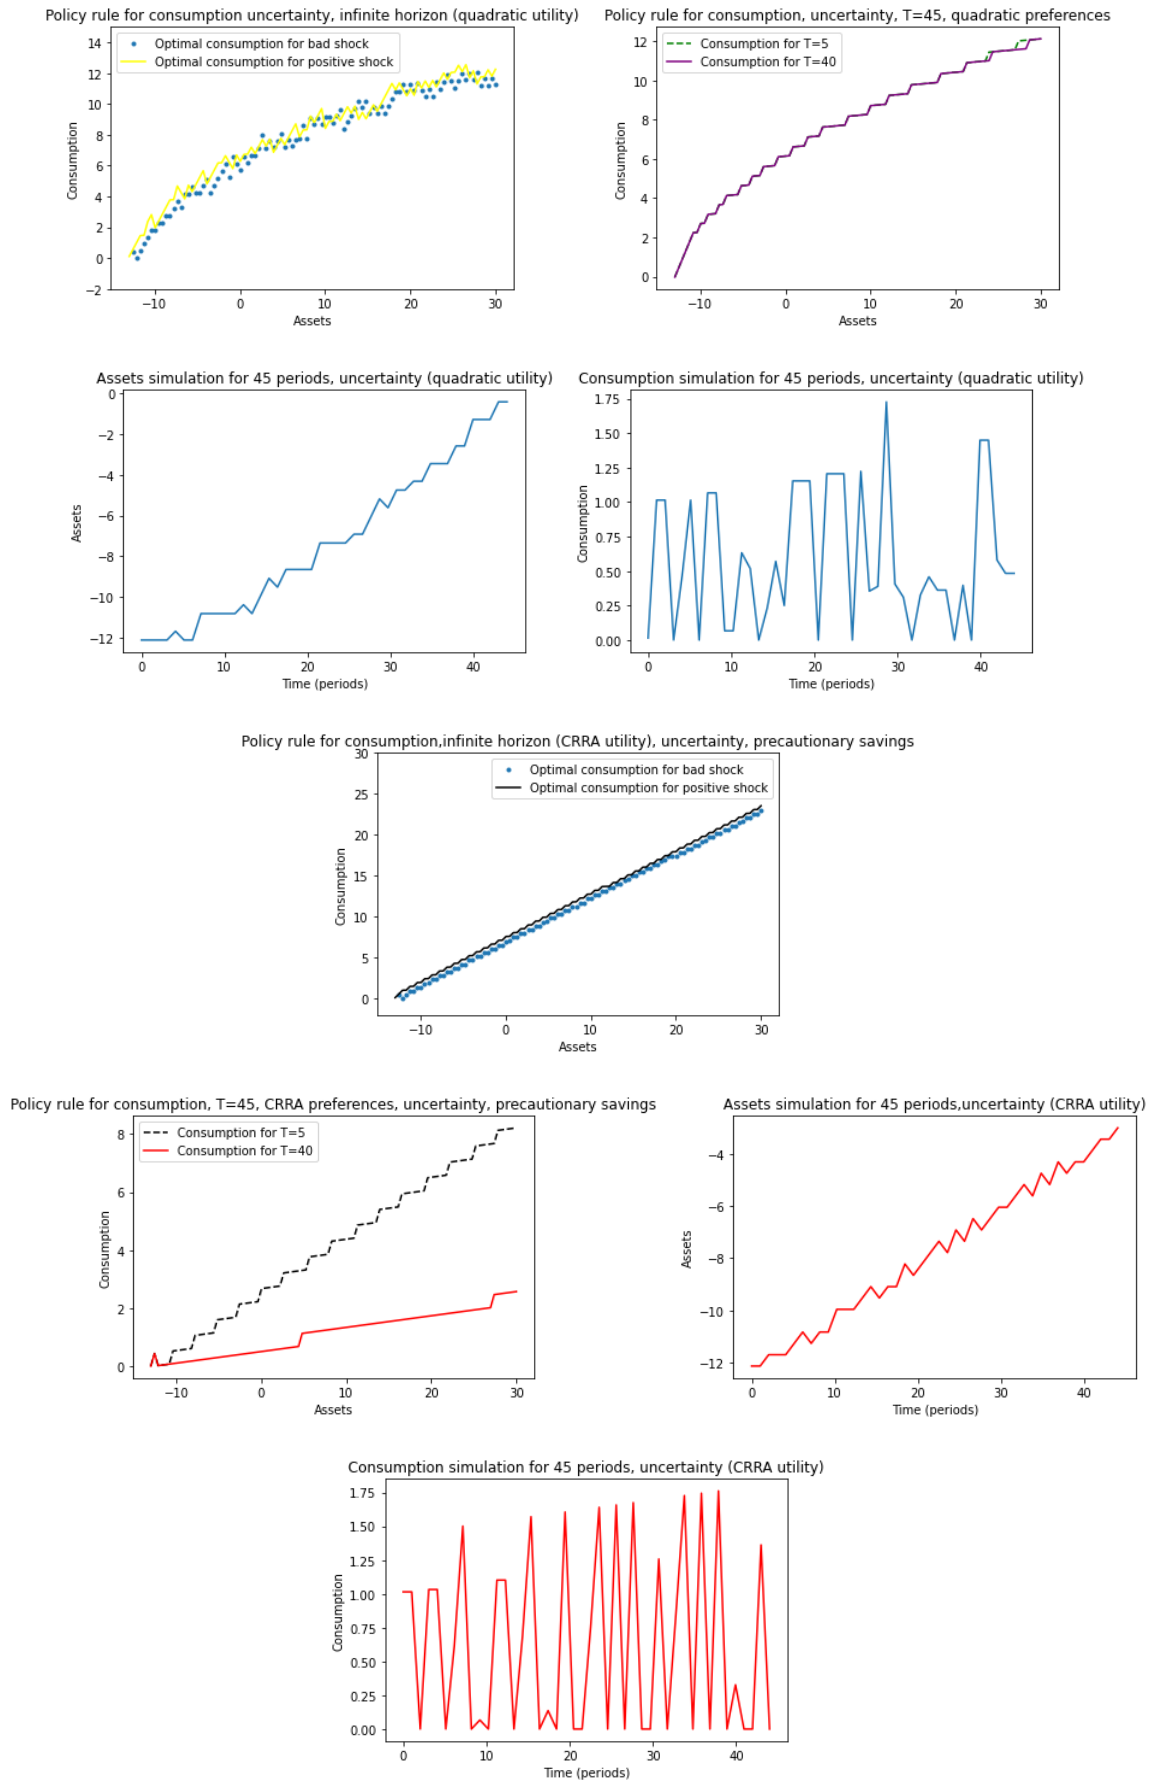 Policy rule for consumption uncertainty, infinite horizon (quadratic utility)
14
12
10
8
6
4
2
0
−2
Consumption
Optimal consumption for bad shock
Optimal consumption for positive shock
−10 0 10 20 30
Assets
Policy rule for consumption, uncertainty, T=45, quadratic preferences
12
10
8
6
4
2
0
Consumption
Consumption for T=5
Consumption for T=40
−10 0 10 20 30
Assets
Assets simulation for 45 periods, uncertainty (quadratic utility)
0
−2
−4
−6
−8
−10
−12
Assets
0 10 20 30 40
Time (periods)
Consumption simulation for 45 periods, uncertainty (quadratic utility)
1.75
1.50
1.25
1.00
0.75
0.50
0.25
0.00
Consumption
0 10 20 30 40
Time (periods)
Policy rule for consumption,infinite horizon (CRRA utility), uncertainty, precautionary savings
30
25
20
15
10
5
0
Consumption
Optimal consumption for bad shock
Optimal consumption for positive shock
−10 0 10 20 30
Assets
Policy rule for consumption, T=45, CRRA preferences, uncertainty, precautionary savings
8
6
4
2
0
Consumption
Consumption for T=5
Consumption for T=40
−10 0 10 20 30
Assets
Assets simulation for 45 periods,uncertainty (CRRA utility)
−4
−6
−8
−10
−12
Assets
0 10 20 30 40
Time (periods)
Consumption simulation for 45 periods, uncertainty (CRRA utility)
1.75
1.50
1.25
1.00
0.75
0.50
0.25
0.00
Consumption
0 10 20 30 40
Time (periods)